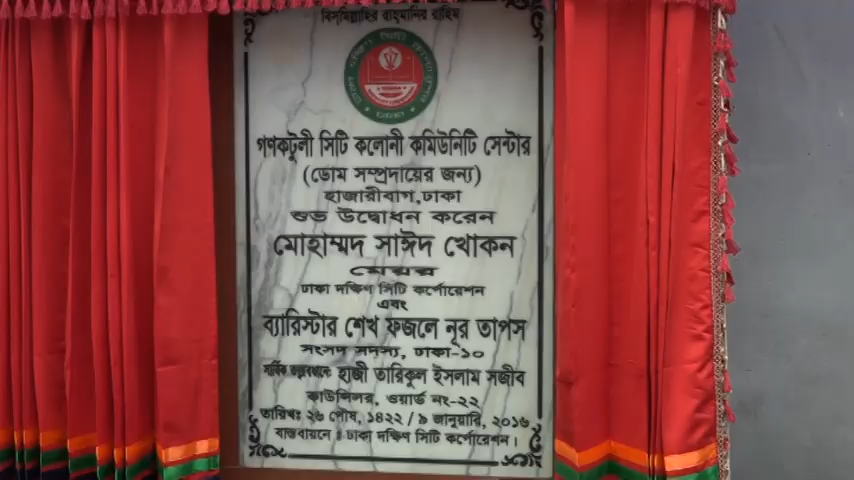 বিসমিল্লাহির রাহমানির রাহিম
গণকটুলী সিটি কলোনী কমিউনিটি সেন্টার
(ডোম সম্প্রদায়ের জন্য)
হাজারীবাগ,ঢাকা
শুভ উদ্বোধন করেন
মোহাম্মদ সাঈদ খোকন
মেয়র
ঢাকা দক্ষিণ সিটি কর্পোরেশন
এবং
ব্যারিস্টার শেখ ফজলে নূর তাপস
সংসদ সদস্য, ঢাকা-১০
সার্বিক তত্ত্বাবধানে: হাজী তারিকুল ইসলাম সজীব
কাউন্সিলর, ওয়ার্ড নং-২২
তারিখঃ ২৬ পৌষ, ১৪২২ / ৯ জানুয়ারি, ২০১৬
বাস্তবায়নে ঃ ঢাকা দক্ষিণ সিটি কর্পোরেশন।